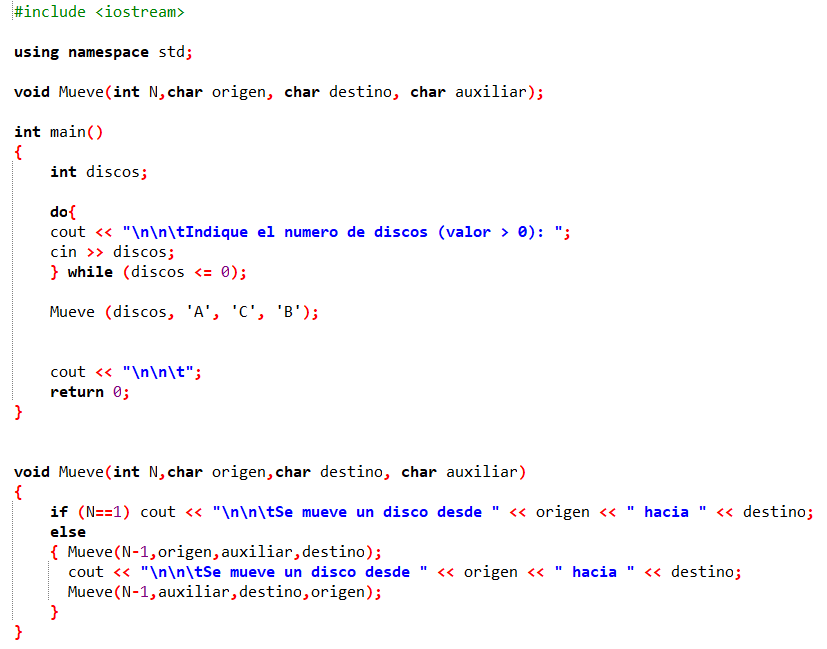 #include <iostream>
using namespace std;
void Mueve(int N,char origen, char destino, char auxiliar);
int main()
{
    int discos;
    do{
    cout << "\n\n\tIndique el numero de discos (valor > 0): ";
    cin >> discos;
    } while (discos <= 0);
    Mueve (discos, 'A', 'C', 'B');
    cout << "\n\n\t";
    return 0;
}
void Mueve(int N,char origen,char destino, char auxiliar)
{
    if (N==1) cout << "\n\n\tSe mueve un disco desde " << origen << " hacia " << destino;
    else
    { Mueve(N-1,origen,auxiliar,destino);
      cout << "\n\n\tSe mueve un disco desde " << origen << " hacia " << destino;
      Mueve(N-1,auxiliar,destino,origen);
    }
}